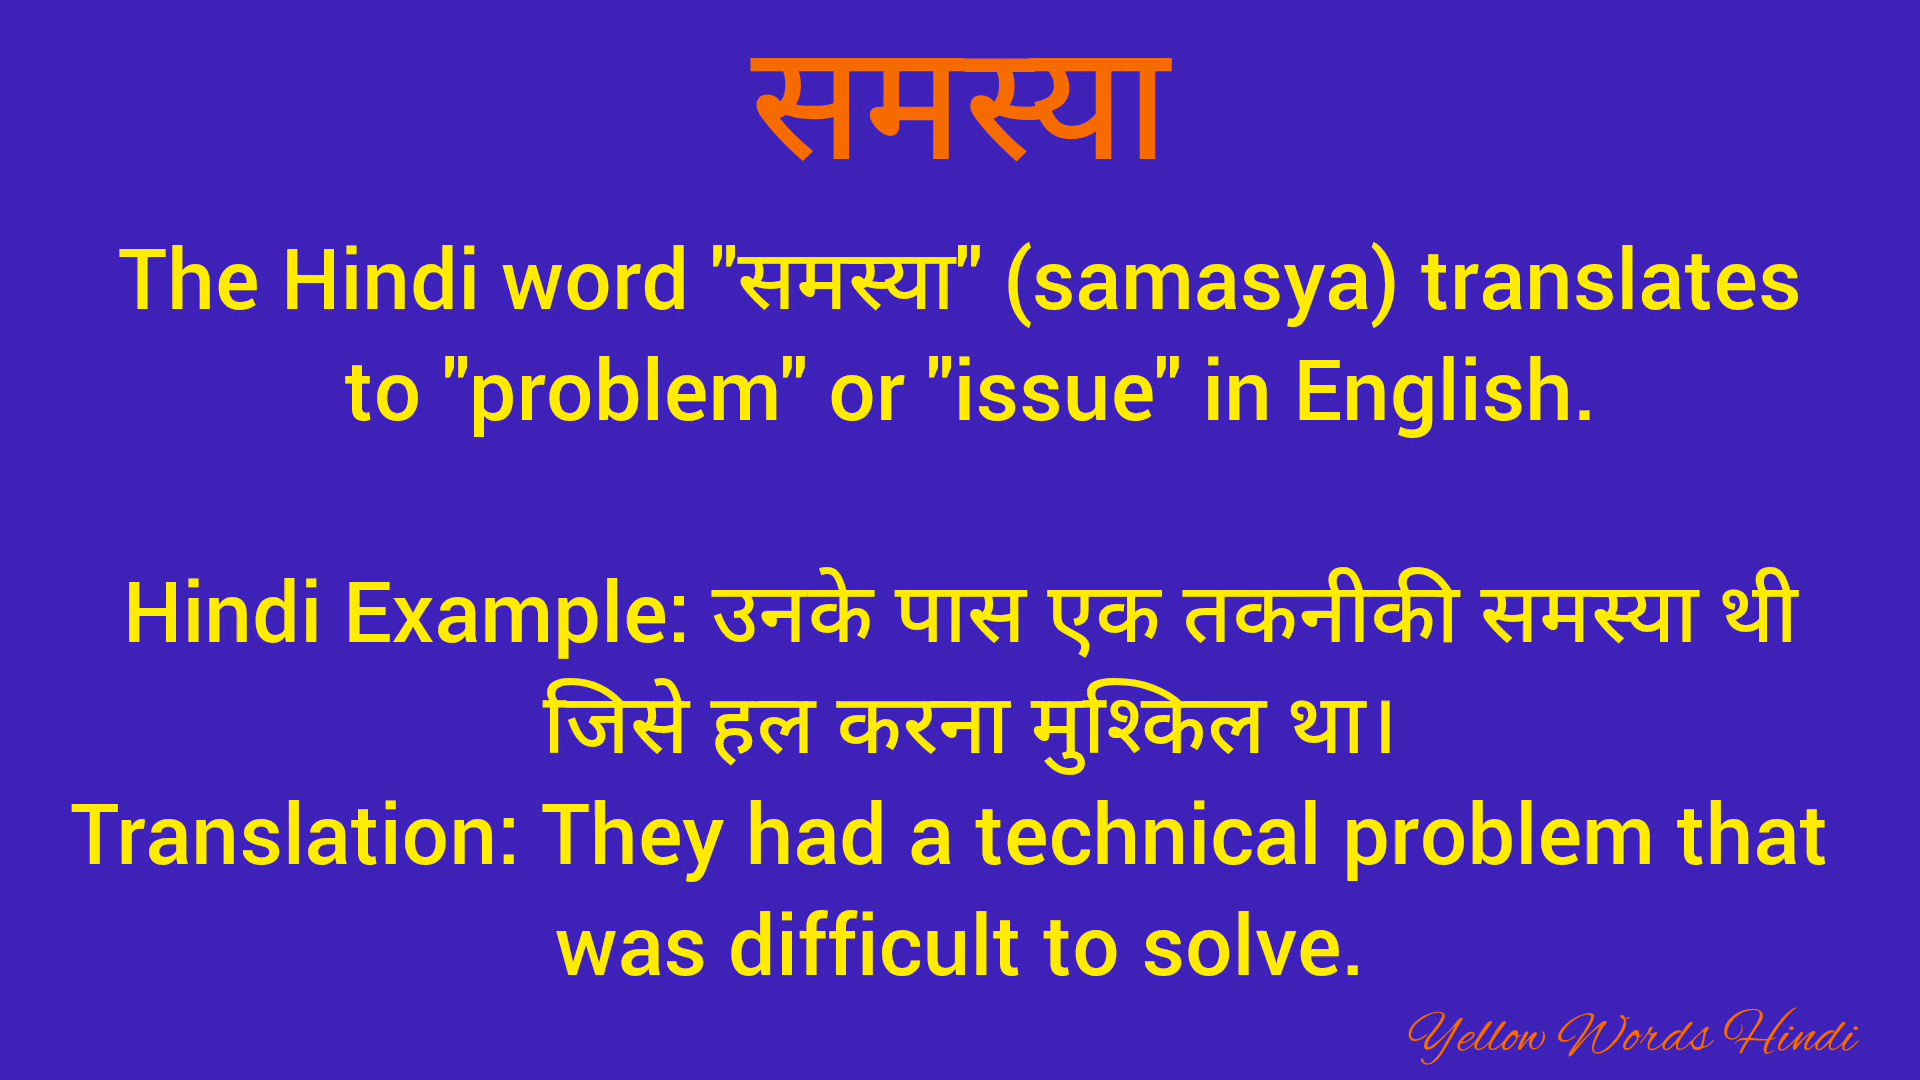 समस्या
The Hindi word "समस्या" (samasya) translates
to "problem" or "issue" in English.
Hindi Example: उनके पास एक तकनीकी समस्या थी
जिसे हल करना मुश्किल था।
Translation: They had a technical problem that
was difficult to solve.
Yellow Words Hindi